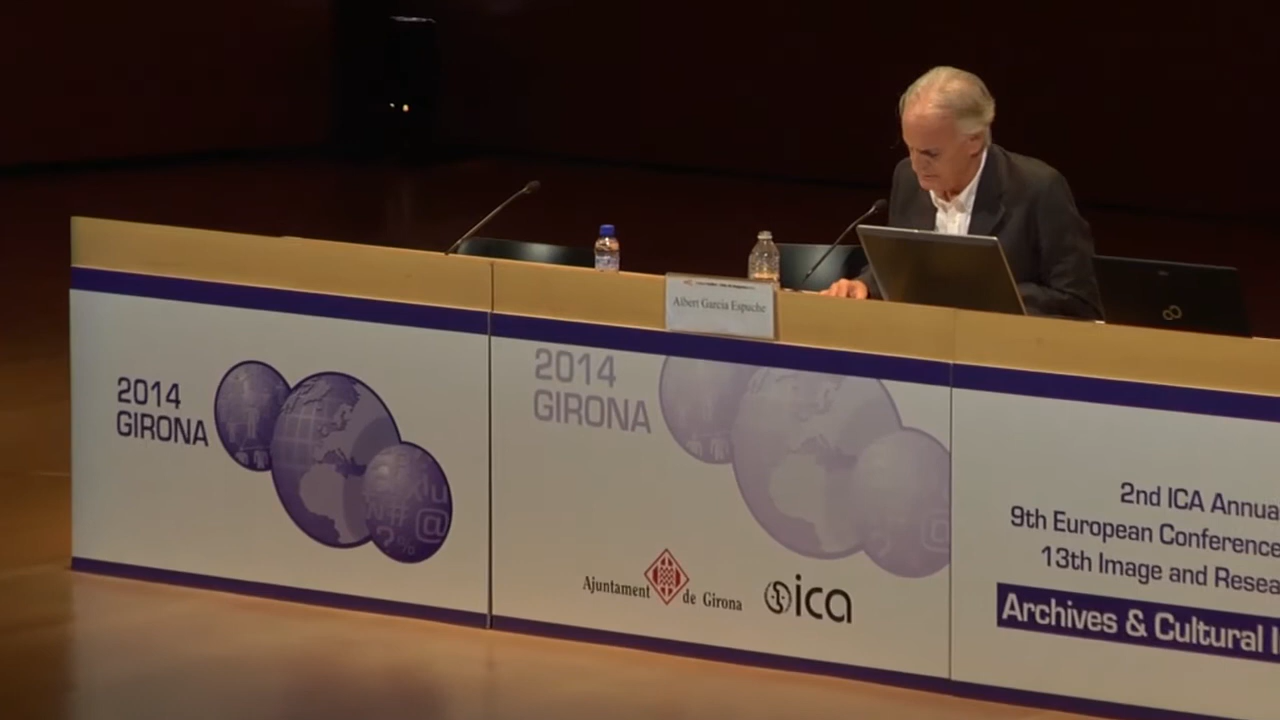 Albert Garcia Espuche
2014
GIRONA
2014
GIRONA
Ajuntament de Girona
ica
2nd ICA Annua
9th European Conference
13th Image and Resea
Archives & Cultural I